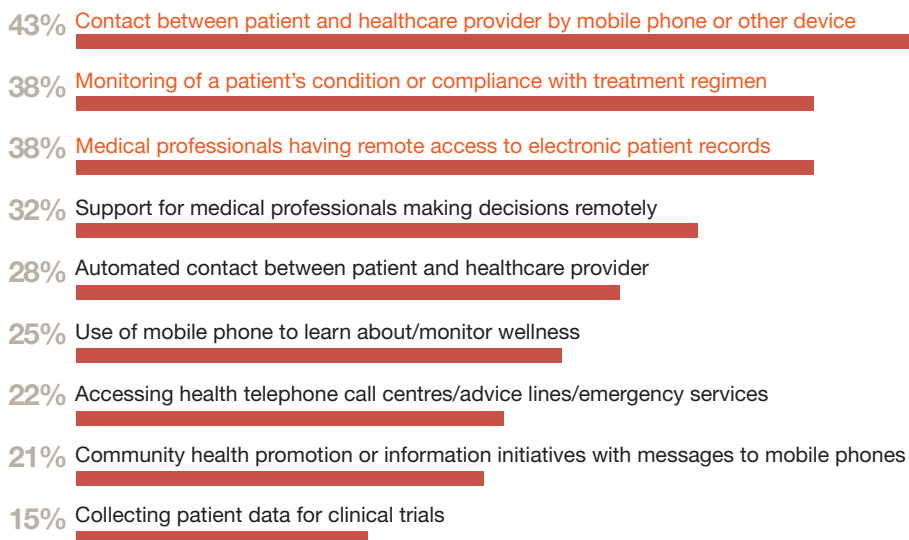 43% Contact between patient and healthcare provider by mobile phone or other device
38% Monitoring of a patient’s condition or compliance with treatment regimen
38% Medical professionals having remote access to electronic patient records
32% Support for medical professionals making decisions remotely
28% Automated contact between patient and healthcare provider
25% Use of mobile phone to learn about/monitor wellness
22% Accessing health telephone call centres/advice lines/emergency services
21% Community health promotion or information initiatives with messages to mobile phones
15% Collecting patient data for clinical trials